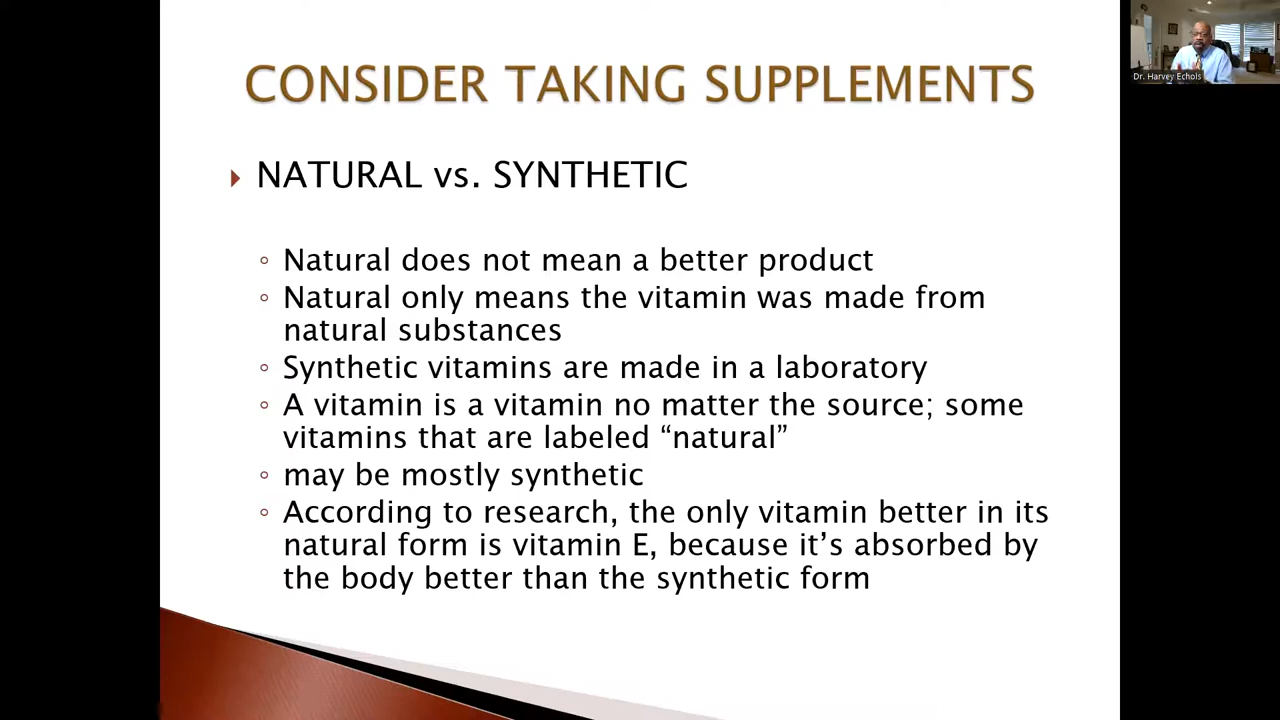 CONSIDER TAKING SUPPLEMENTS
NATURAL vs. SYNTHETIC
Natural does not mean a better product
Natural only means the vitamin was made from
natural substances
Synthetic vitamins are made in a laboratory
A vitamin is a vitamin no matter the source; some
vitamins that are labeled “natural”
may be mostly synthetic
According to research, the only vitamin better in its
natural form is vitamin E, because it’s absorbed by
the body better than the synthetic form
Dr. Harvey Echols